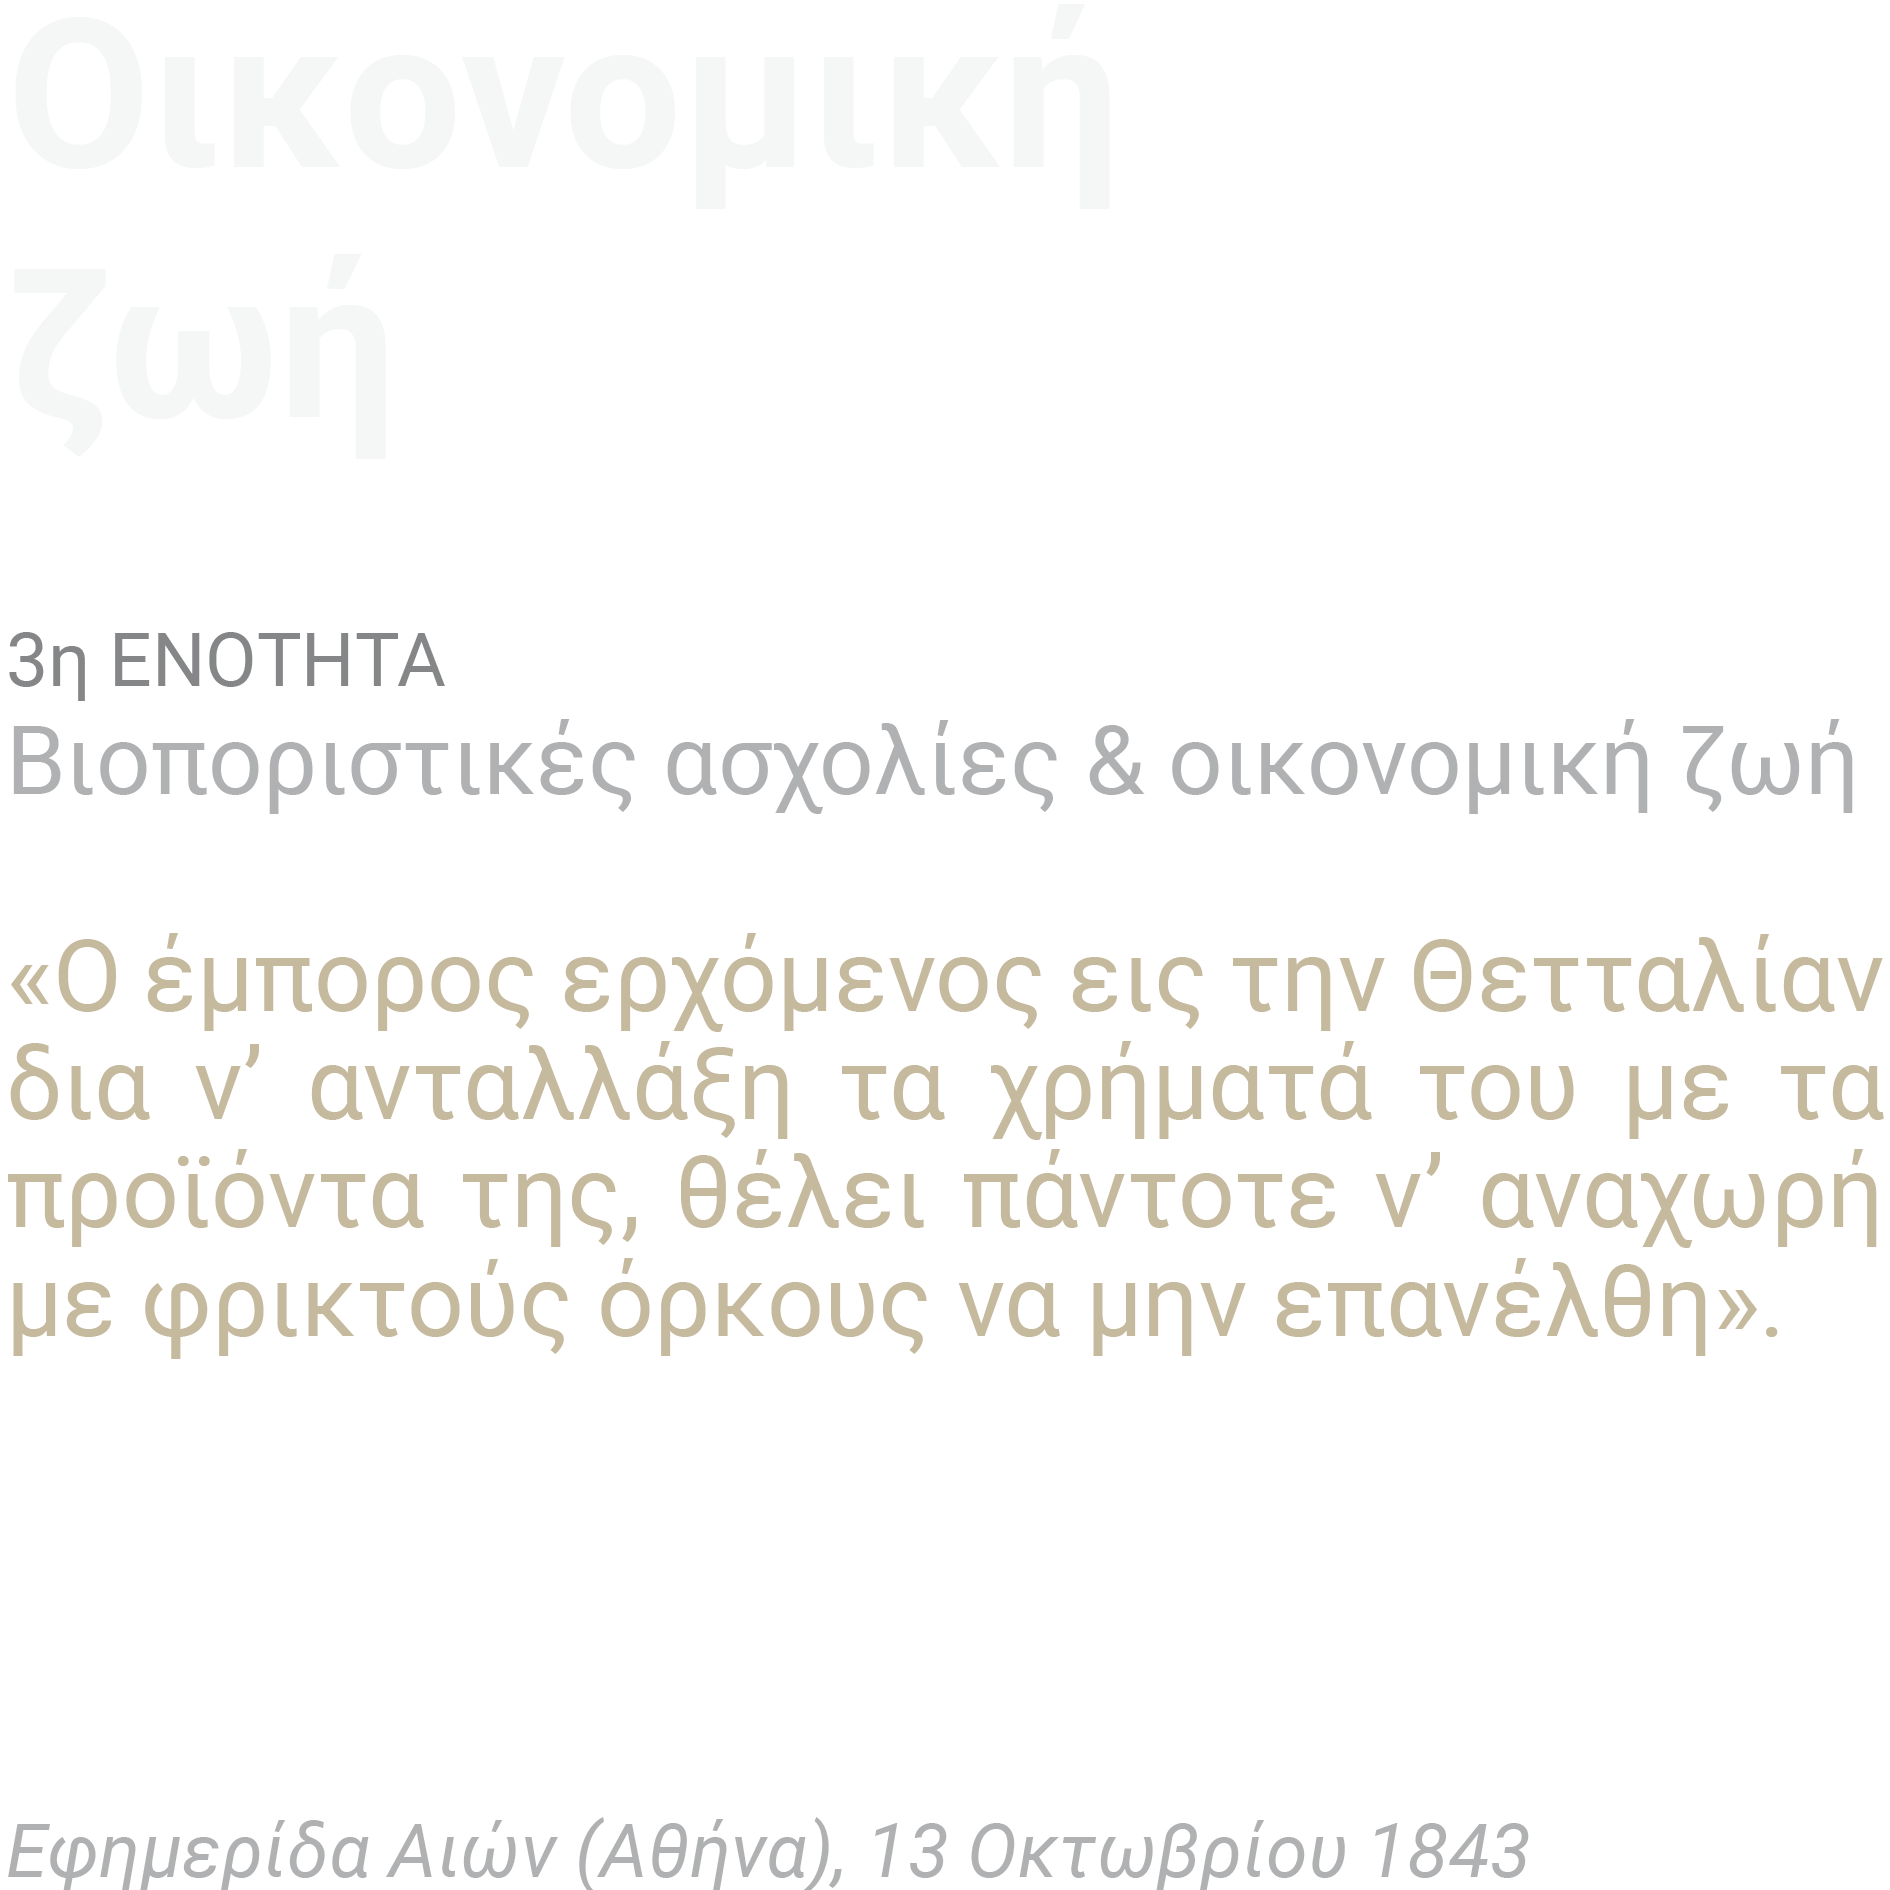 Οικονομική
ζωή
3η ΕΝΟΤΗΤΑ
Βιοποριστικές ασχολίες & οικονομική ζωή
«Ο έμπορος ερχόμενος εις την Θετταλίαν
δια ν’ ανταλλάξη τα χρήματά του με τα
προϊόντα της, θέλει πάντοτε ν’ αναχωρή
με φρικτούς όρκους να μην επανέλθη».
Εφημερίδα Αιών (Αθήνα), 13 Οκτωβρίου 1843